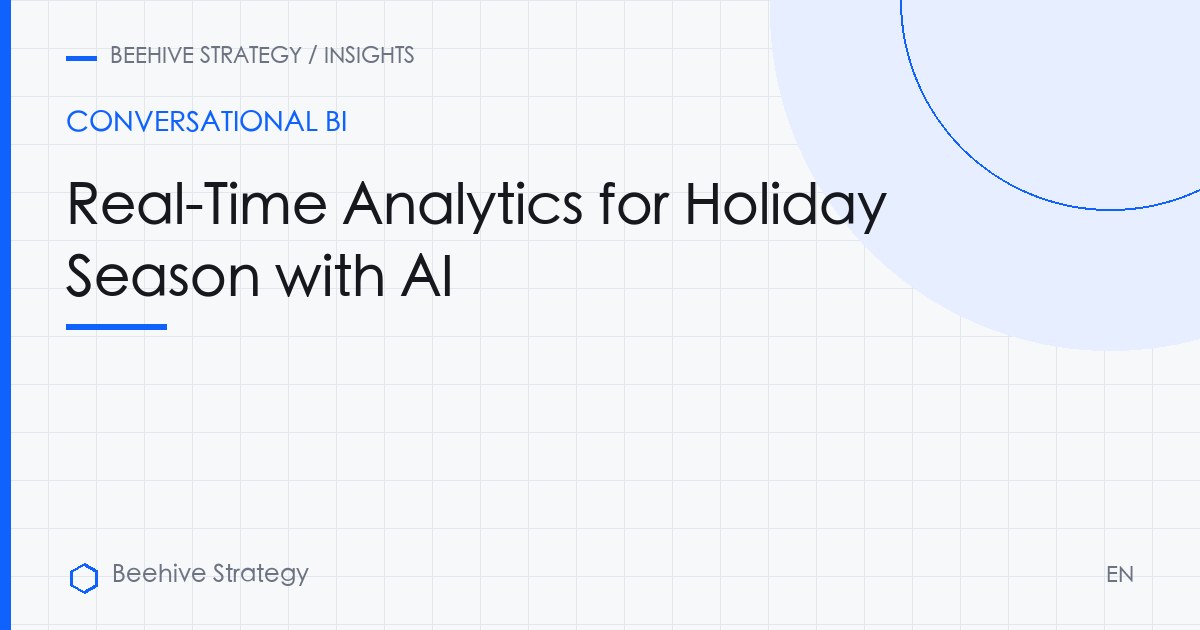 BEEHIVE STRATEGY / INSIGHTS
CONVERSATIONAL BI
Real-Time Analytics for Holiday
Season with AI
Beehive Strategy
EN